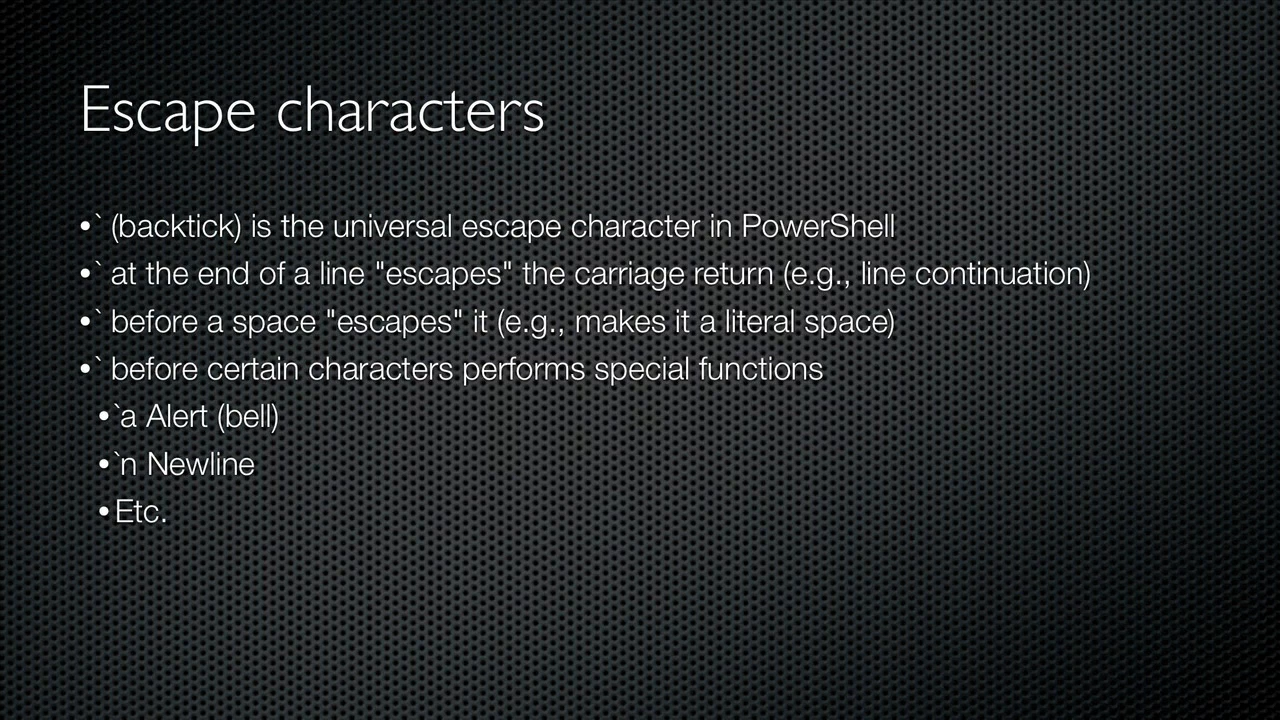 Escape characters
•` (backtick) is the universal escape character in PowerShell
•` at the end of a line "escapes" the carriage return (e.g., line continuation)
•` before a space "escapes" it (e.g., makes it a literal space)
•` before certain characters performs special functions
•`a Alert (bell)
•`n Newline
•Etc.